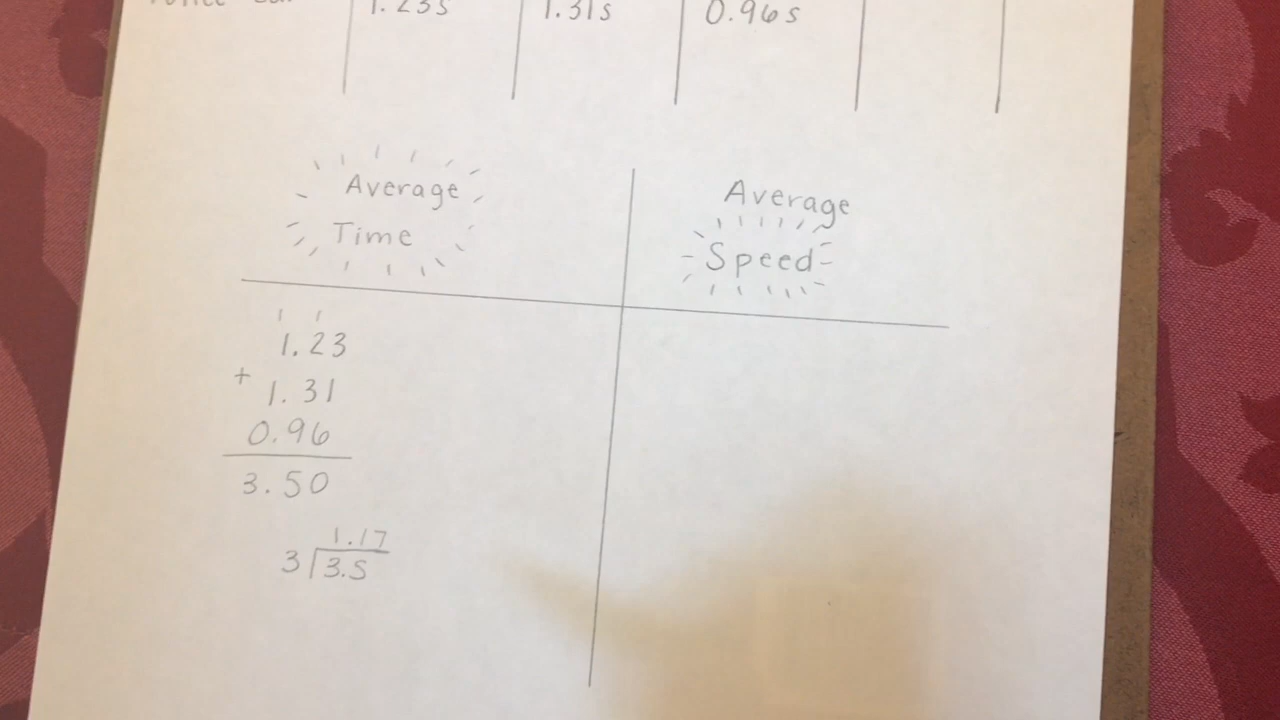 1.23s 1.31s 0.96s
Average
Time
Average
Speed
1.23
+ 1.31
0.96
3.50
1.17
3 3.5